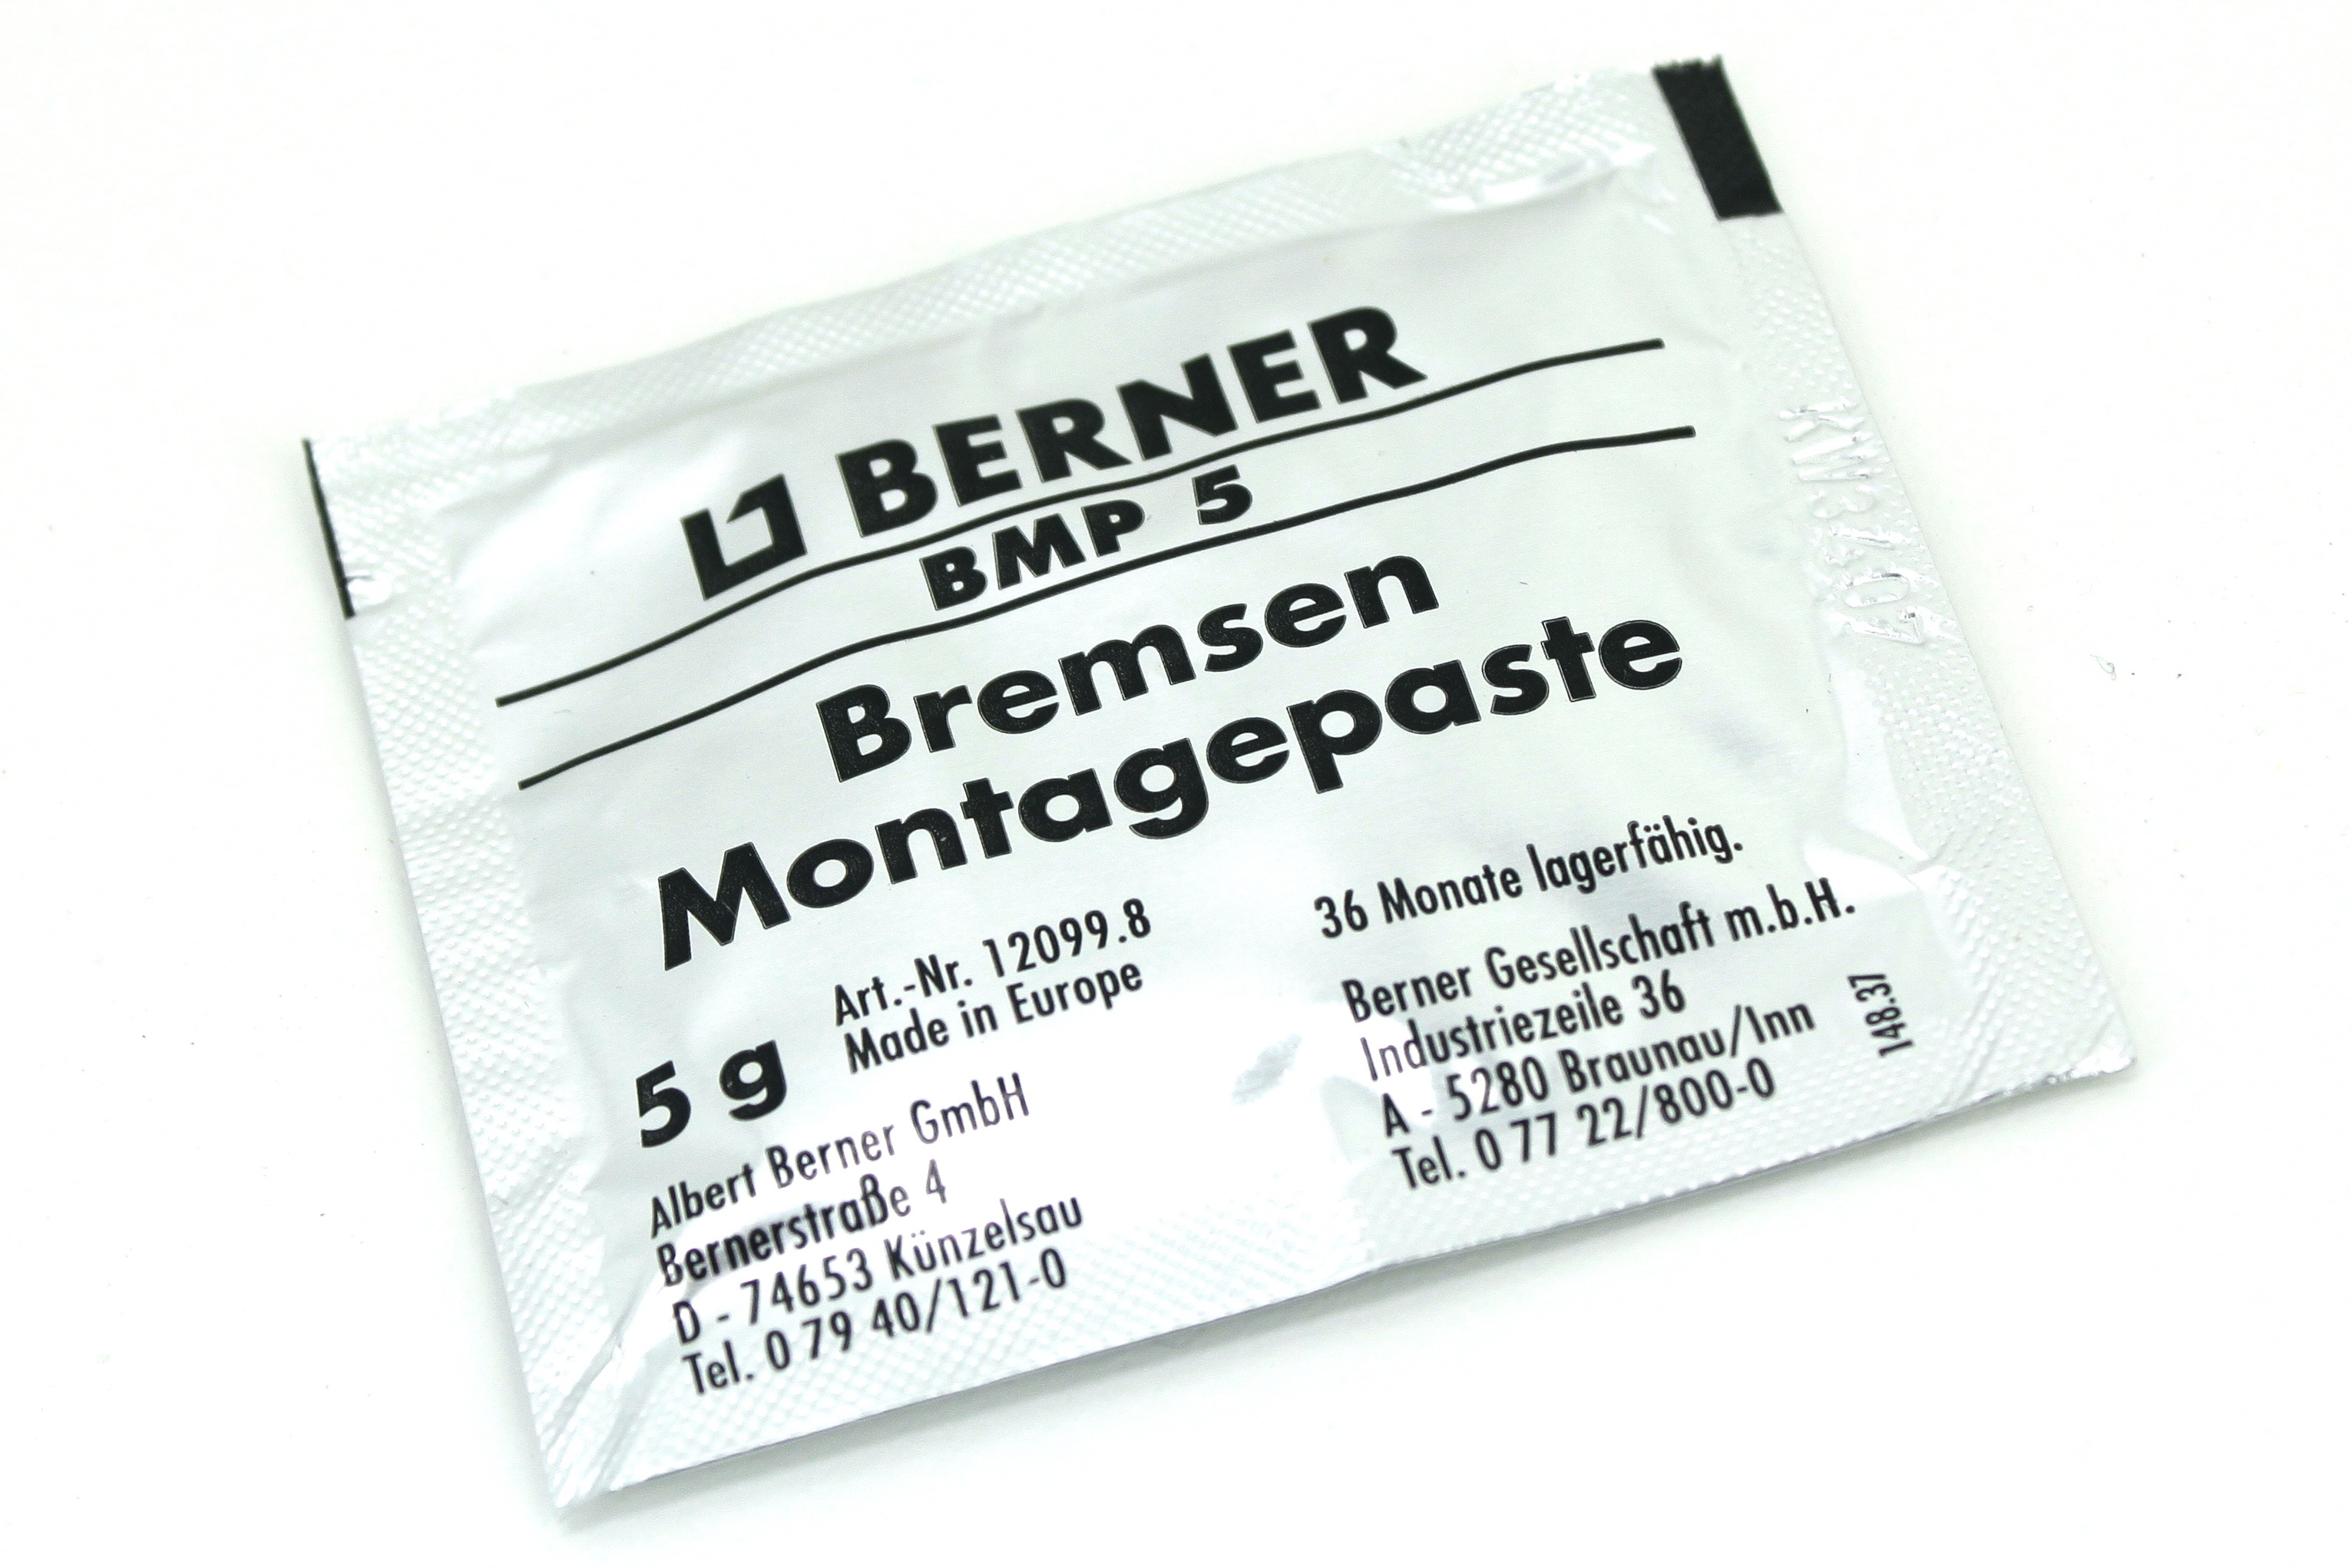 BERNER
BMP 5
Bremsen
Montagepaste
Art.-Nr. 12099.8
Made in Europe
5 g
Albert Berner GmbH
Bernerstraße 4
D - 74653 Künzelsau
Tel. 0 79 40/121-0
36 Monate lagerfähig.
Berner Gesellschaft m.b.H.
Industriezeile 36
A - 5280 Braunau/Inn
Tel. 0 77 22/800-0
148.37